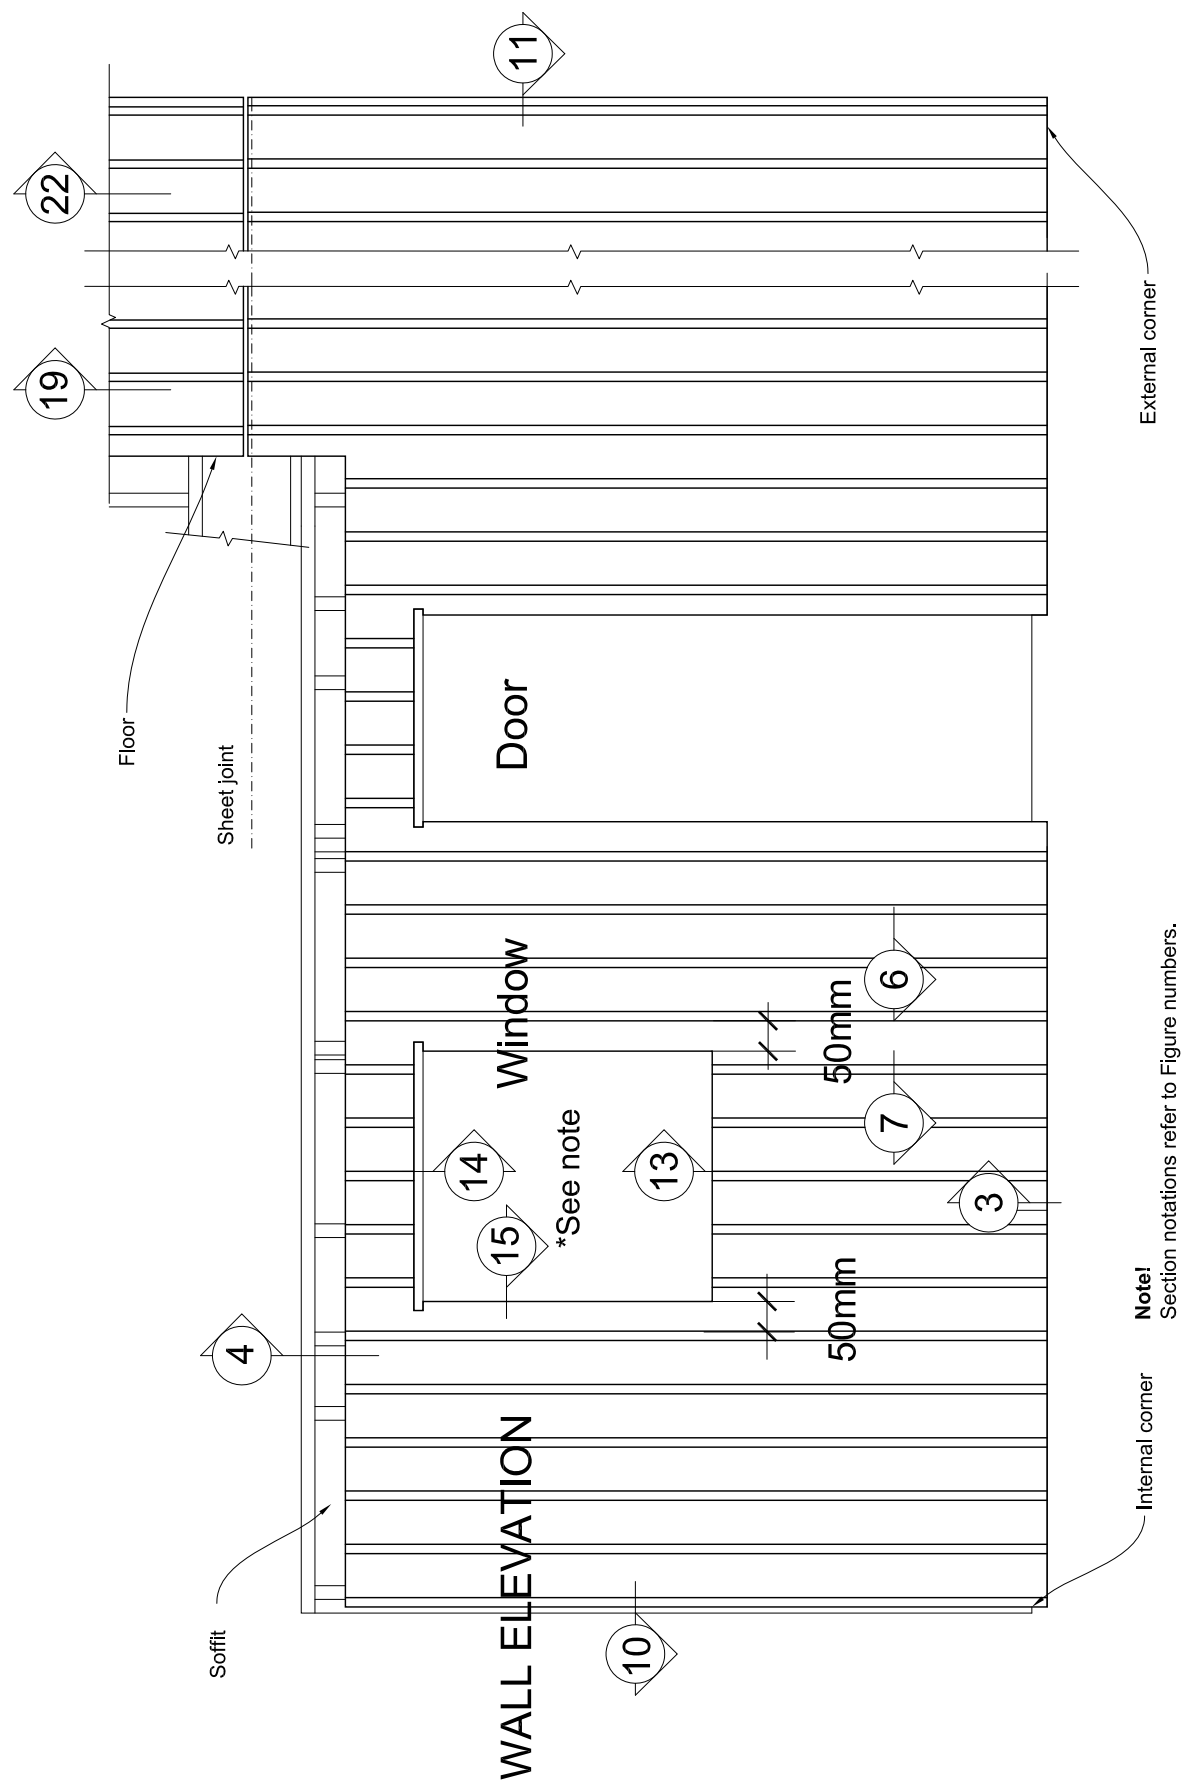 22
19
11
Floor
Sheet joint
4
Soffit
14
15
Window
*See note
Door
13
WALL ELEVATION
10
50mm
50mm
6
7
3
Internal corner
External corner
Note!
Section notations refer to Figure numbers.